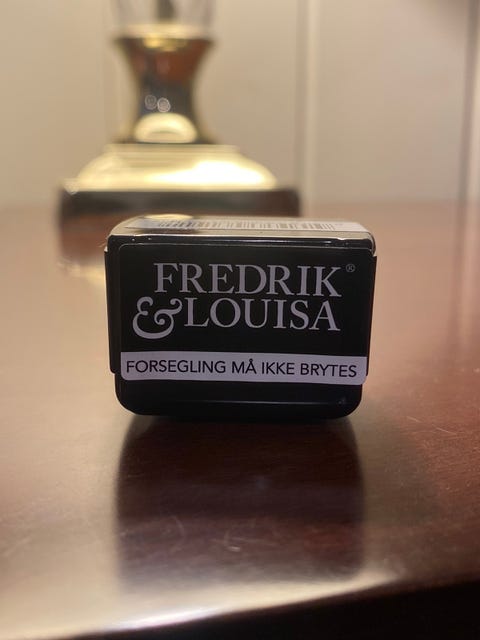 FREDRIK®
&LOUISA
FORSEGLING MÅ IKKE BRYTES